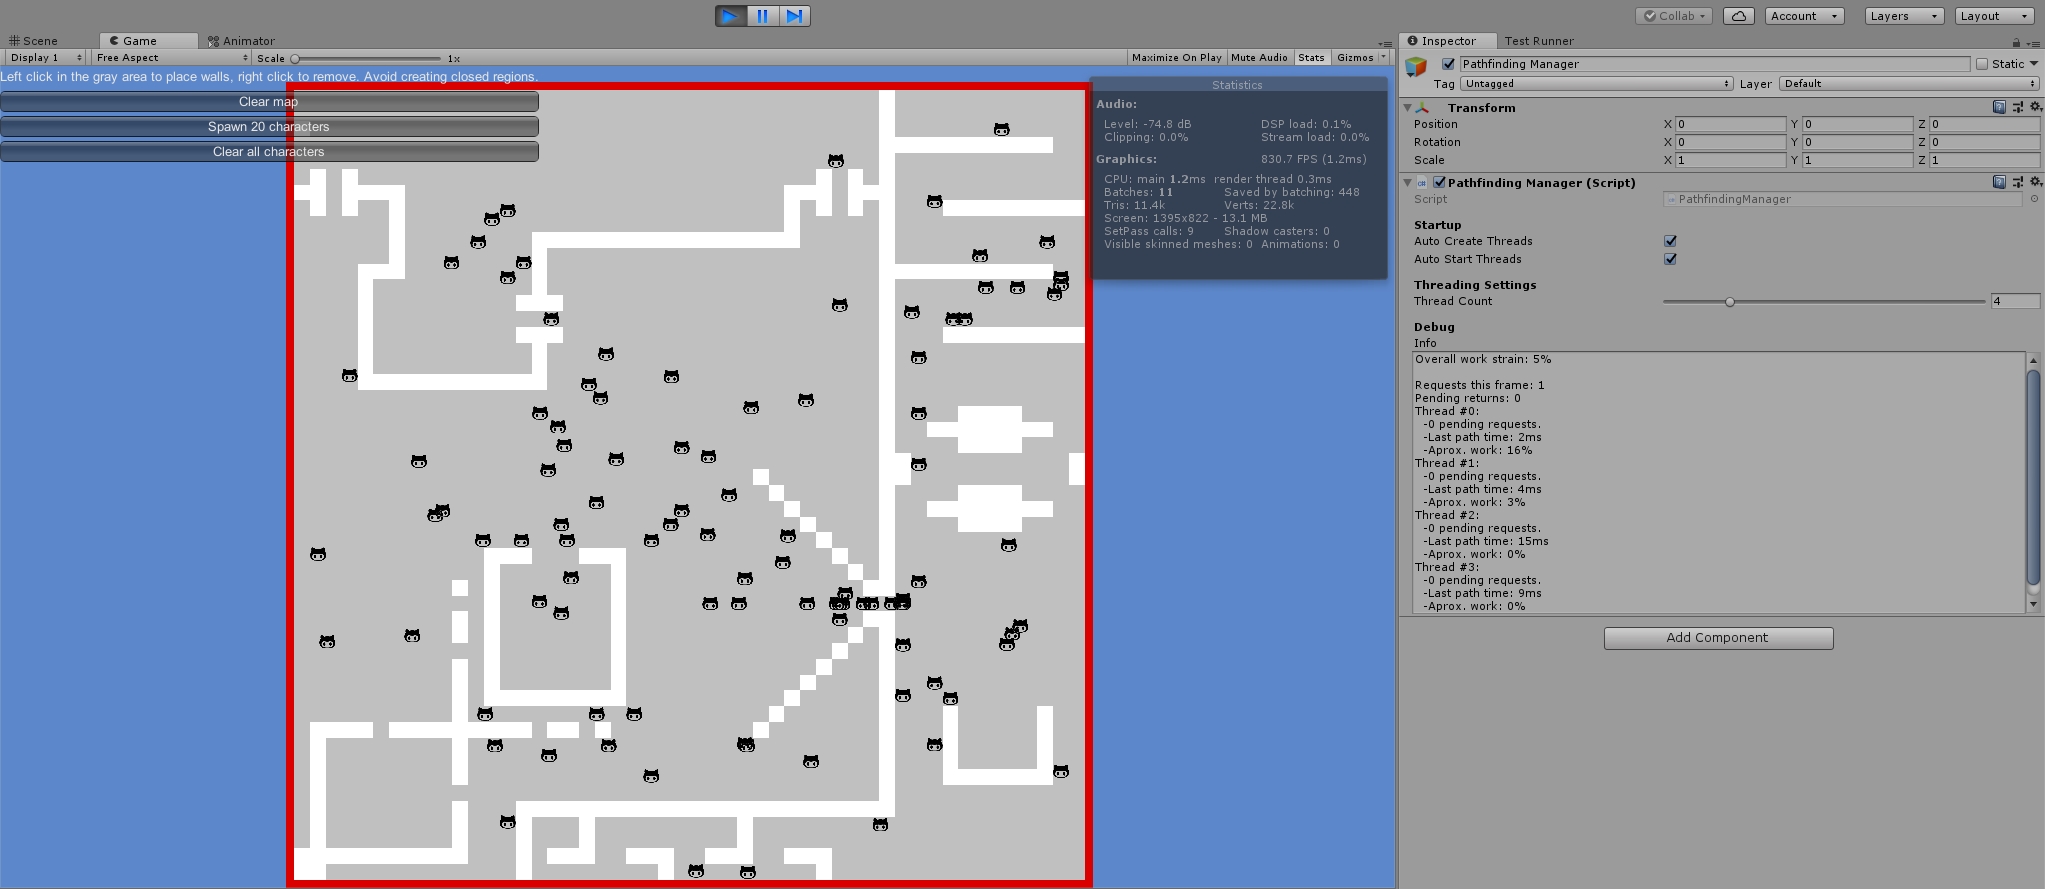 Collab
Account
Layers
Layout
Scene
Game
Animator
Inspector
Test Runner
Display 1
Free Aspect
Scale
1x
Maximize On Play
Mute Audio
Stats
Gizmos
Left click in the gray area to place walls, right click to remove. Avoid creating closed regions.
Clear map
Spawn 20 characters
Clear all characters
Statistics
Audio:
Level: -74.8 dB DSP load: 0.1%
Clipping: 0.0% Stream load: 0.0%
Graphics: 830.7 FPS (1.2ms)
CPU: main 1.2ms render thread 0.3ms
Batches: 11 Saved by batching: 448
Tris: 11.4k Verts: 22.8k
Screen: 1395x822 - 13.1 MB
SetPass calls: 9 Shadow casters: 0
Visible skinned meshes: 0 Animations: 0
Pathfinding Manager
Static
Tag Untagged Layer Default
Transform
Position X 0 Y 0 Z 0
Rotation X 0 Y 0 Z 0
Scale X 1 Y 1 Z 1
Pathfinding Manager (Script)
Script PathfindingManager
Startup
Auto Create Threads
Auto Start Threads
Threading Settings
Thread Count 4
Debug
Info
Overall work strain: 5%
Requests this frame: 1
Pending returns: 0
Thread #0:
-0 pending requests.
-Last path time: 2ms
-Aprox. work: 16%
Thread #1:
-0 pending requests.
-Last path time: 4ms
-Aprox. work: 3%
Thread #2:
-0 pending requests.
-Last path time: 15ms
-Aprox. work: 0%
Thread #3:
-0 pending requests.
-Last path time: 9ms
-Aprox. work: 0%
Add Component